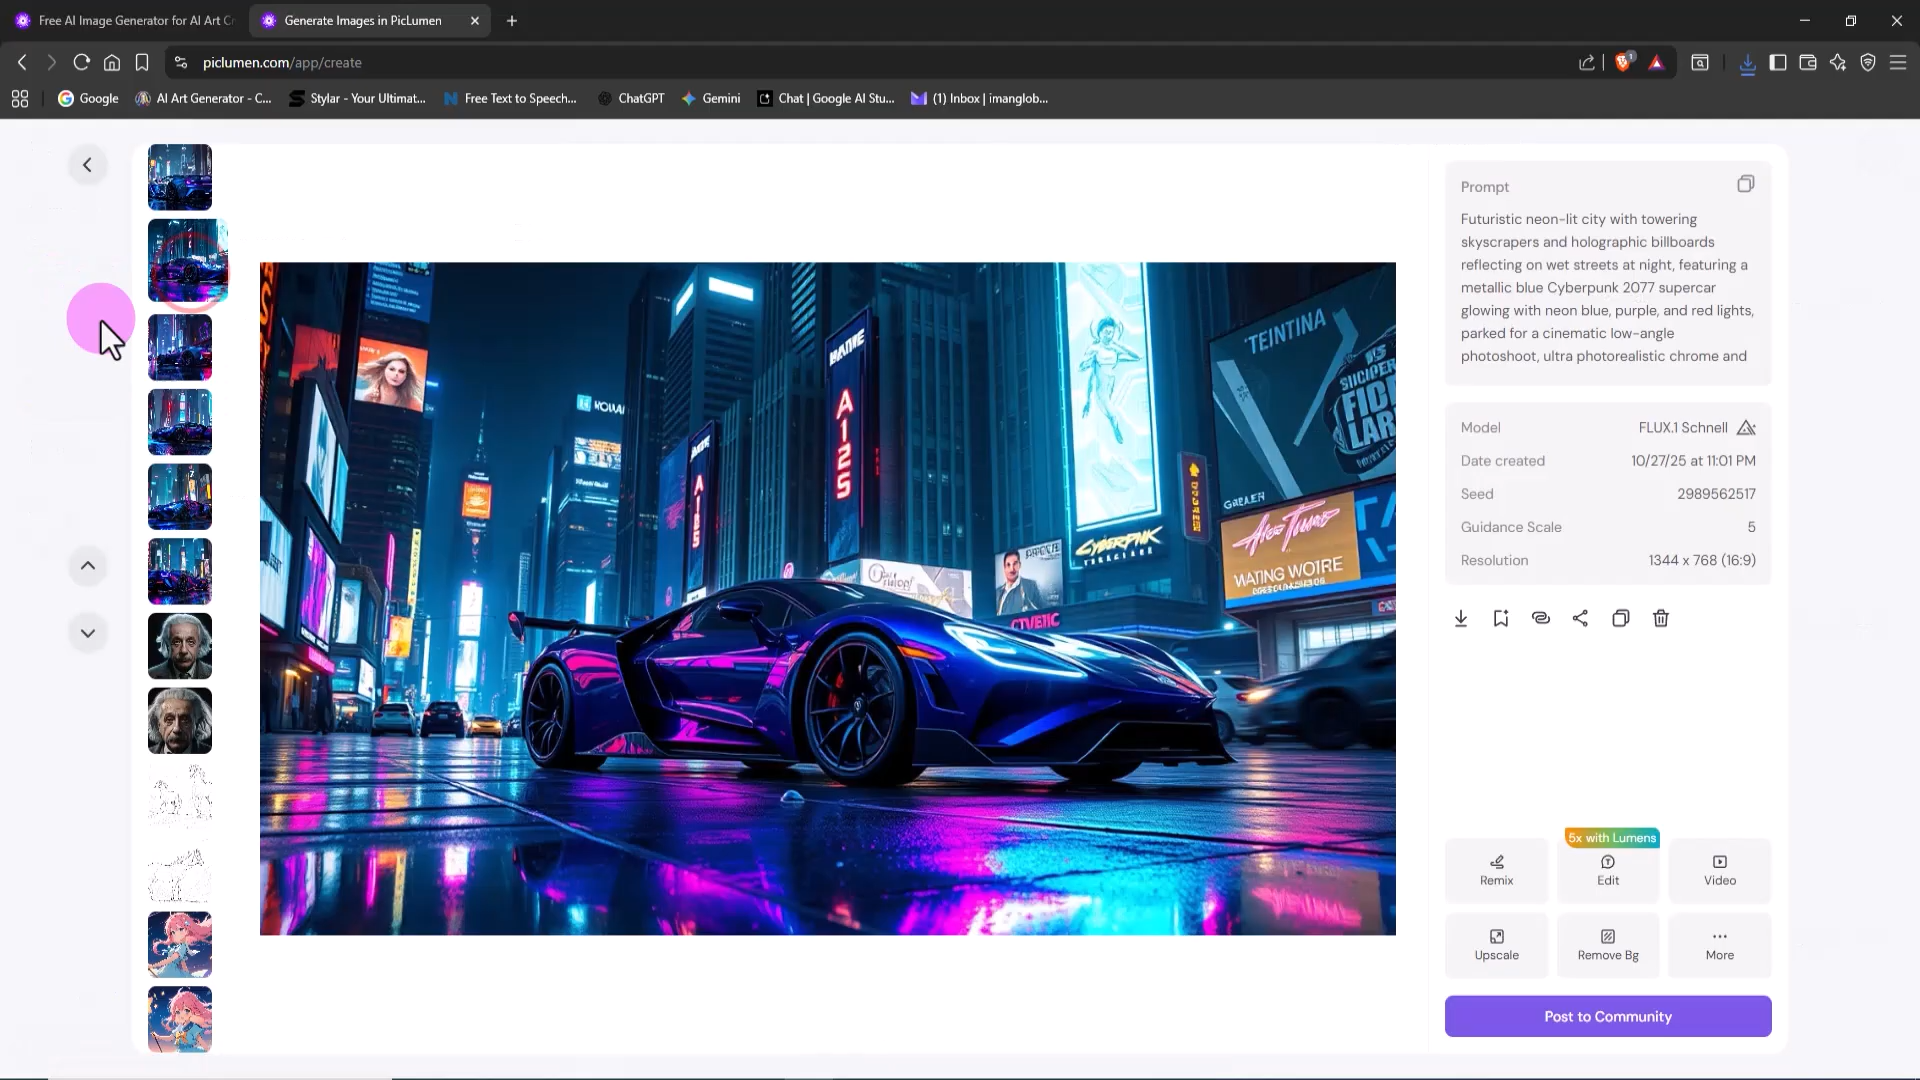 Free AI Image Generator for AI Art Cr
Generate Images in PicLumen
piclumen.com/app/create
1
Google
AI Art Generator - C...
Stylar - Your Ultimat...
Free Text to Speech...
ChatGPT
Gemini
Chat | Google AI Stu...
(1) Inbox | imanglob...
Prompt
Futuristic neon-lit city with towering
skyscrapers and holographic billboards
reflecting on wet streets at night, featuring a
metallic blue Cyberpunk 2077 supercar
glowing with neon blue, purple, and red lights,
parked for a cinematic low-angle
photoshoot, ultra photorealistic chrome and
Model
FLUX.1 Schnell
Date created
10/27/25 at 11:01 PM
Seed
2989562517
Guidance Scale
5
Resolution
1344 x 768 (16:9)
5x with Lumens
Remix
Edit
Video
Upscale
Remove Bg
More
Post to Community
A125
'TEINTINA
CYBERPNK
WATING WO1RE